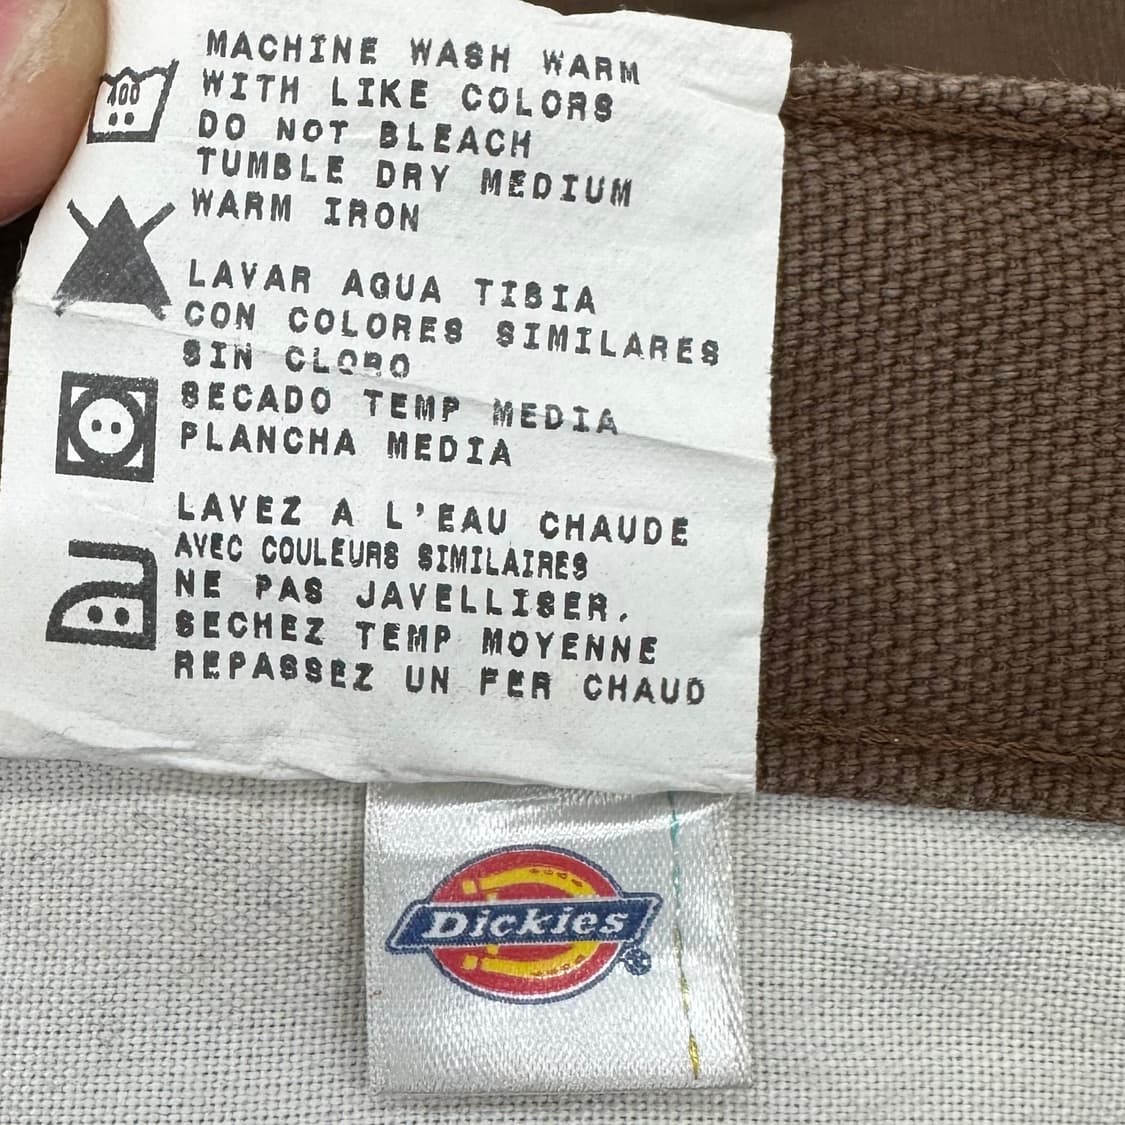 MACHINE WASH WARM
WITH LIKE COLORS
DO NOT BLEACH
TUMBLE DRY MEDIUM
WARM IRON
LAVAR AGUA TIBIA
CON COLORES SIMILARES
SIN CLORO
SECADO TEMP MEDIA
PLANCHA MEDIA
LAVEZ A L'EAU CHAUDE
AVEC COULEURS SIMILAIRES
NE PAS JAVELLISER.
SECHEZ TEMP MOYENNE
REPASSEZ UN FER CHAUD
Dickies